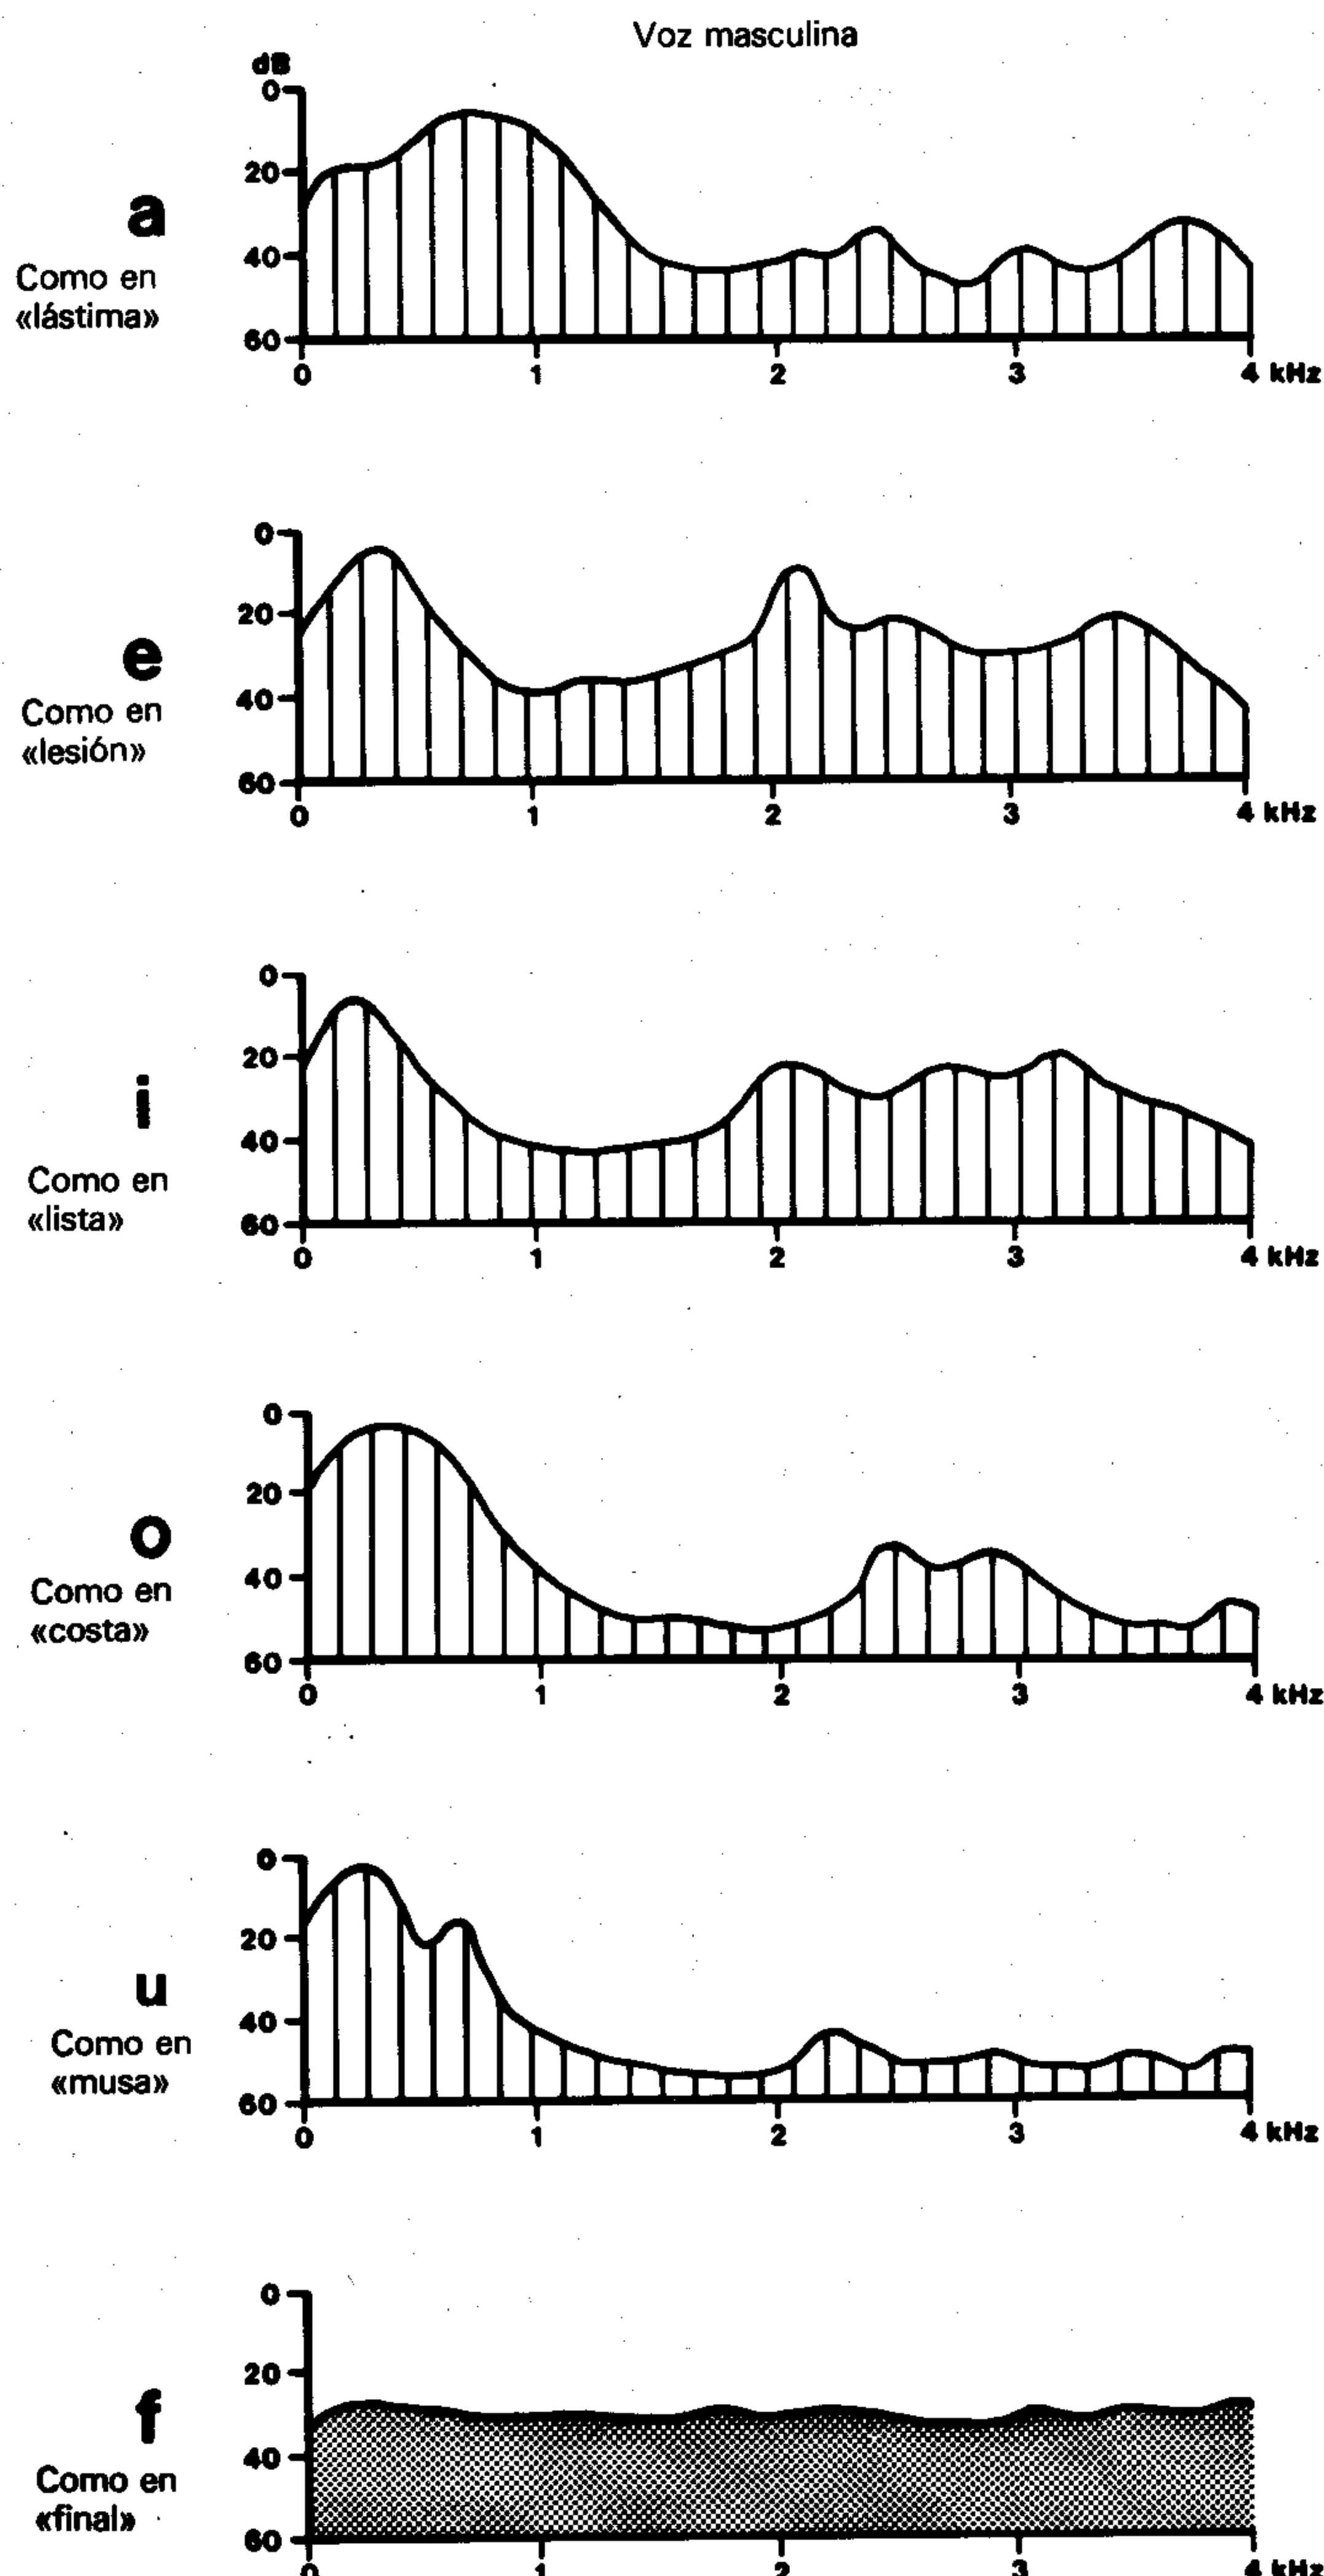 Voz masculina
dB
0
20
40
60
0 1 2 3 4 kHz
a
Como en
«lástima»
0
20
40
60
0 1 2 3 4 kHz
e
Como en
«lesión»
0
20
40
60
0 1 2 3 4 kHz
i
Como en
«lista»
0
20
40
60
0 1 2 3 4 kHz
o
Como en
«costa»
0
20
40
60
0 1 2 3 4 kHz
u
Como en
«musa»
0
20
40
60
0 1 2 3 4 kHz
f
Como en
«final»